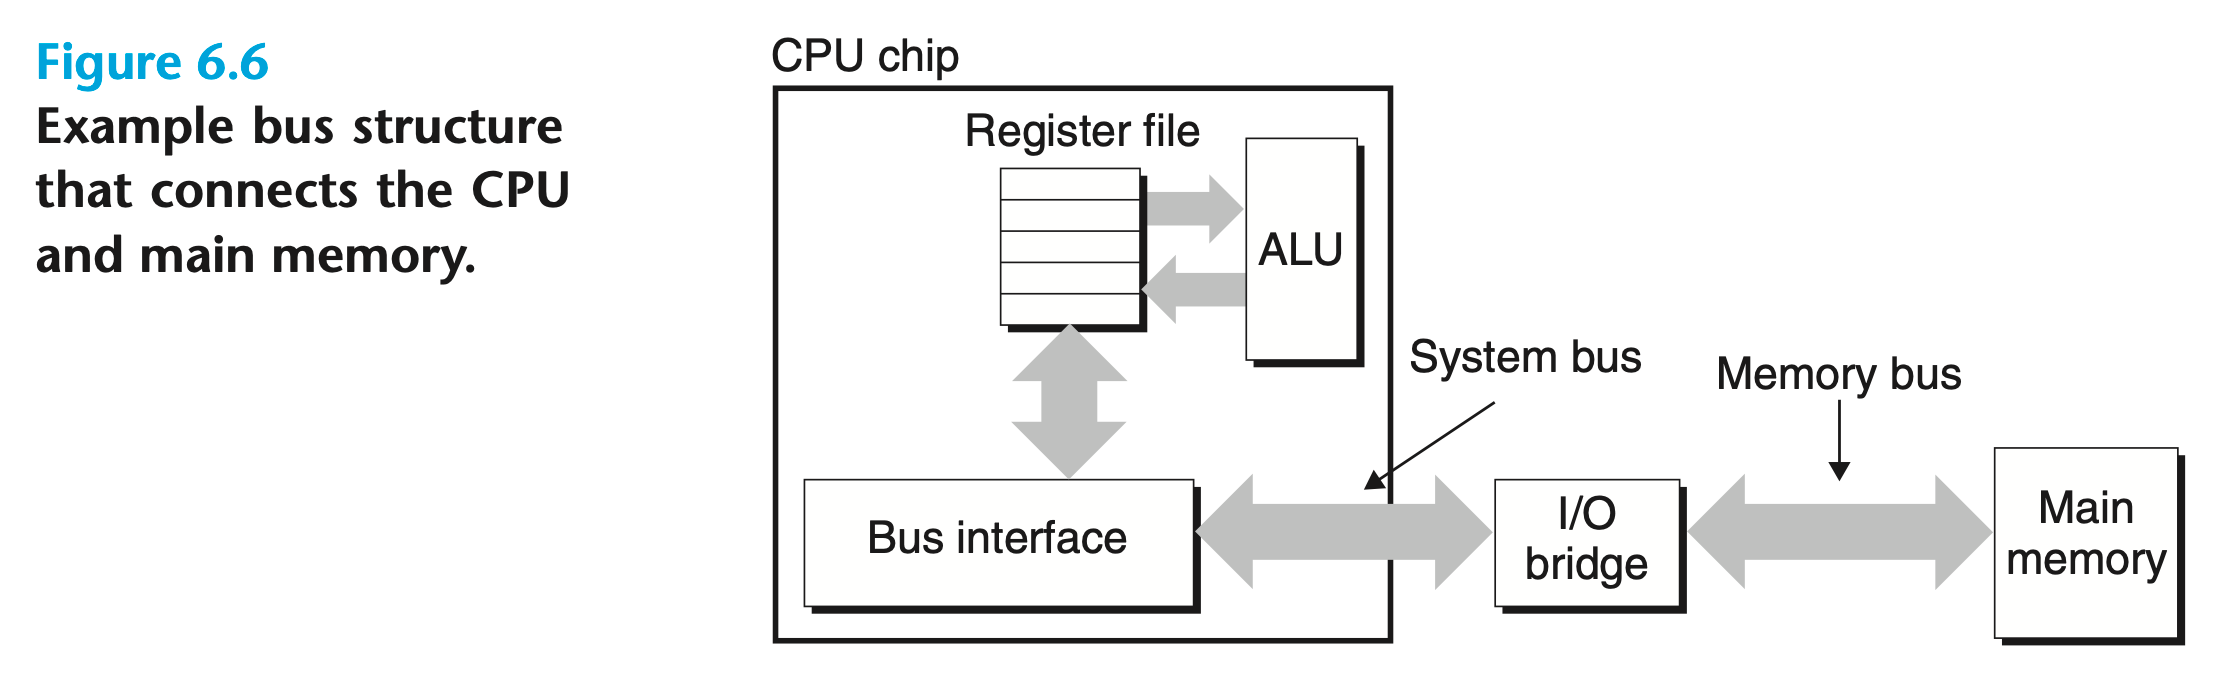 Figure 6.6
Example bus structure
that connects the CPU
and main memory.
CPU chip
Register file
ALU
System bus
Memory bus
Bus interface
I/O
bridge
Main
memory